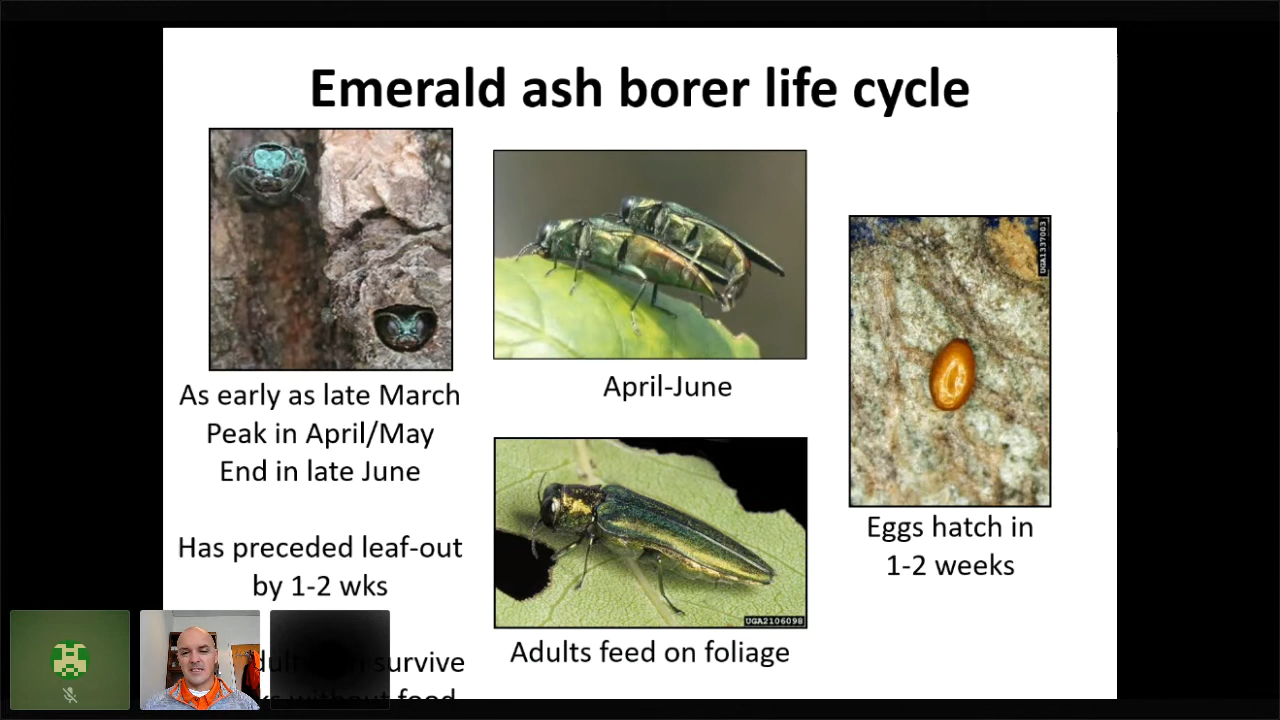 Emerald ash borer life cycle
As early as late March
Peak in April/May
End in late June
Has preceded leaf-out
by 1-2 wks
survive
without food
April-June
UGA2106098
Adults feed on foliage
UGA1337003
Eggs hatch in
1-2 weeks